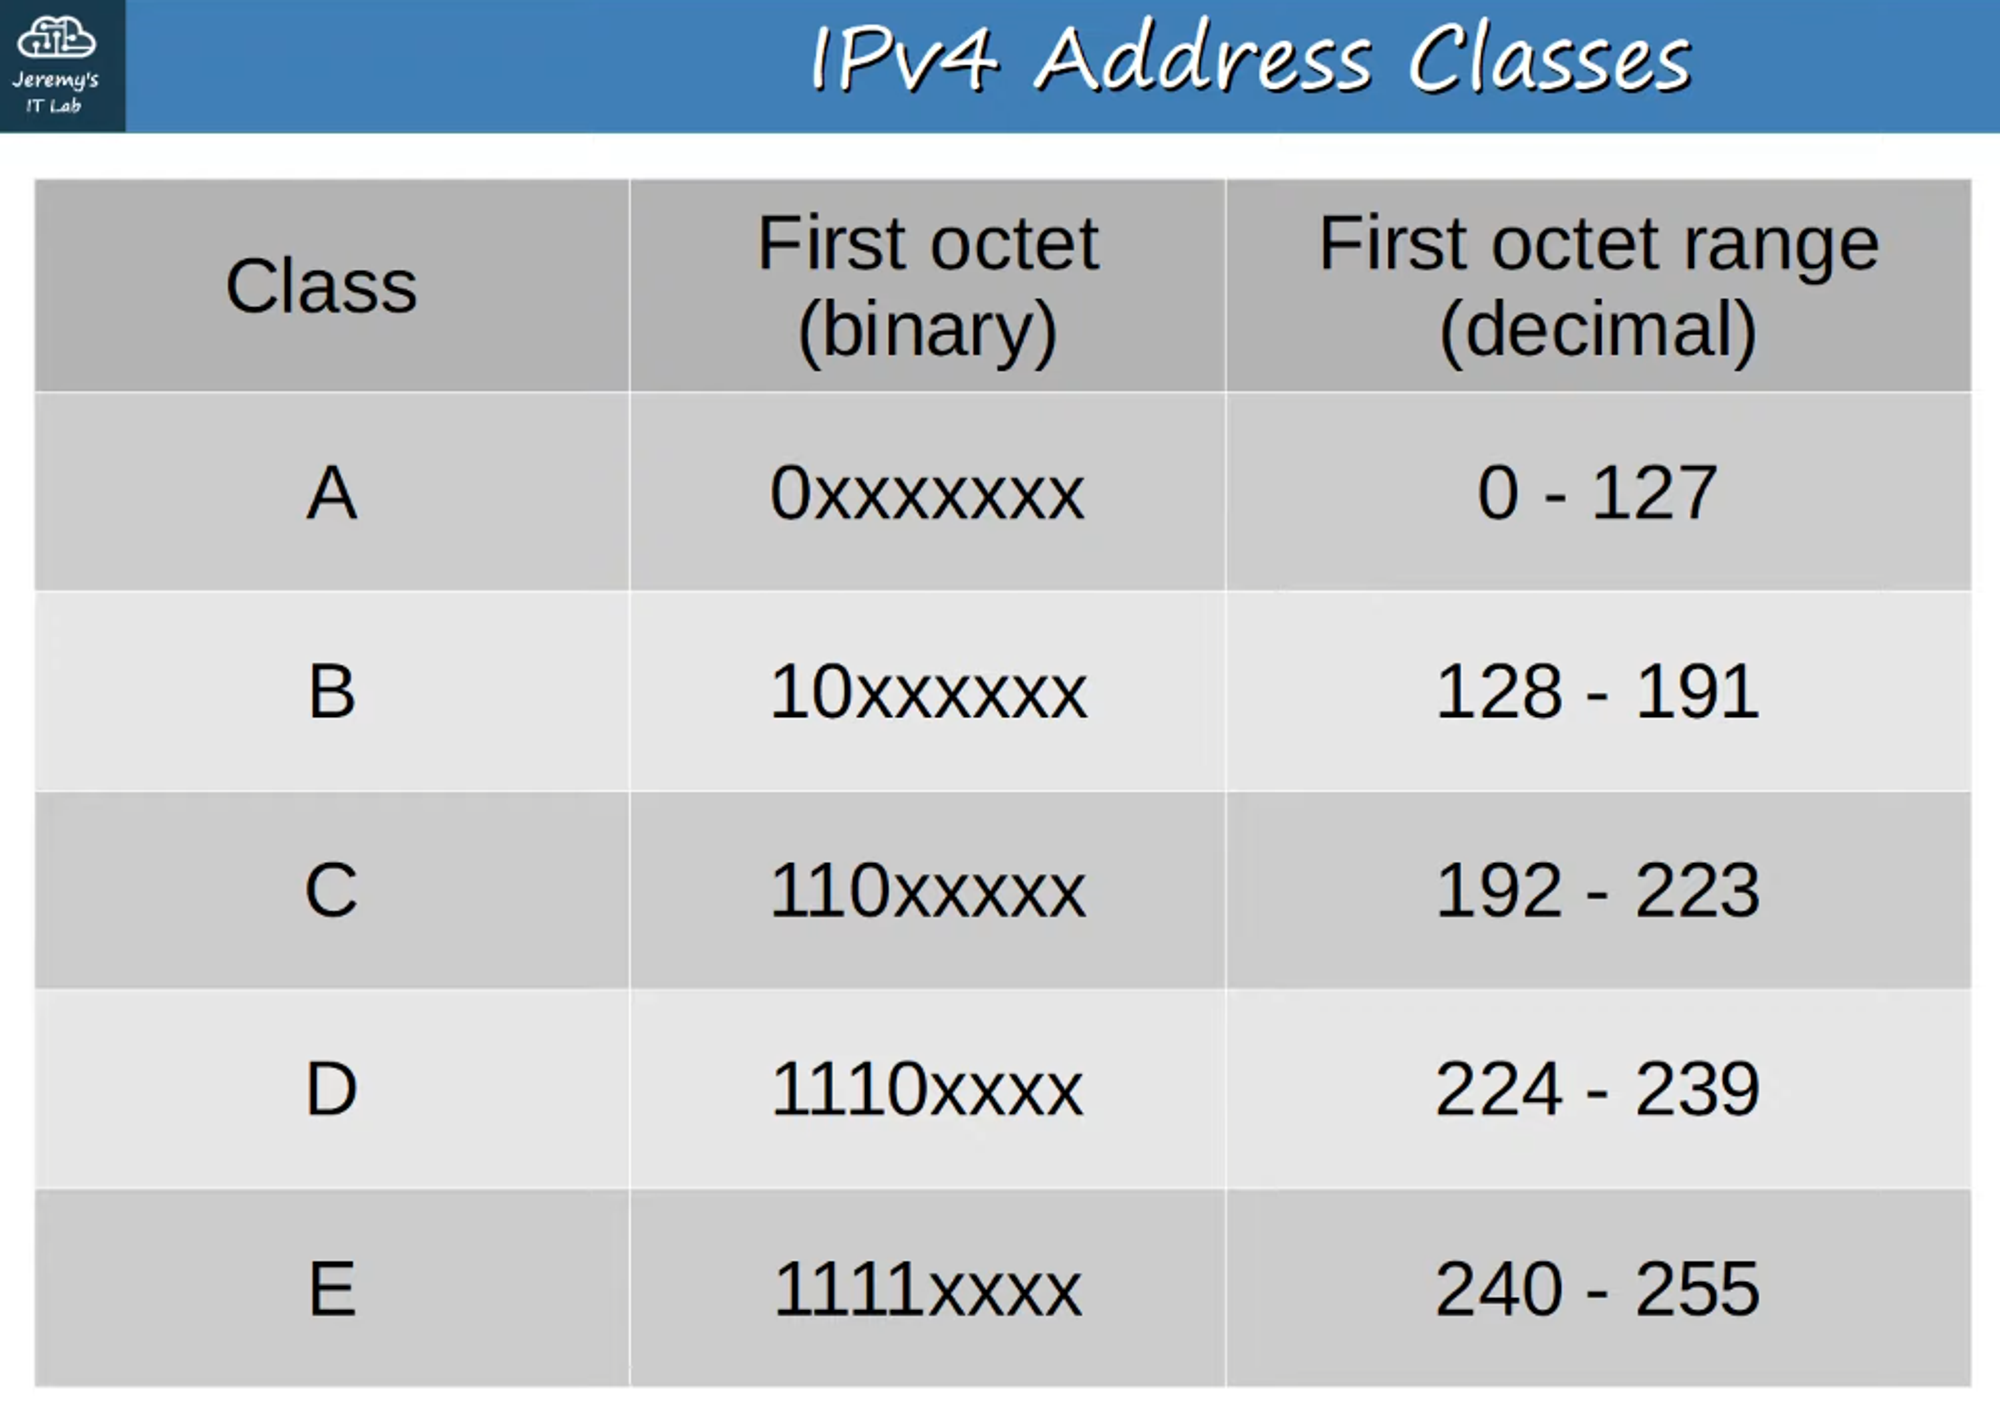 Jeremy's
IT Lab
IPv4 Address Classes
Class
First octet
(binary)
First octet range
(decimal)
A
0xxxxxxx
0 - 127
B
10xxxxxx
128 - 191
C
110xxxxx
192 - 223
D
1110xxxx
224 - 239
E
1111xxxx
240 - 255